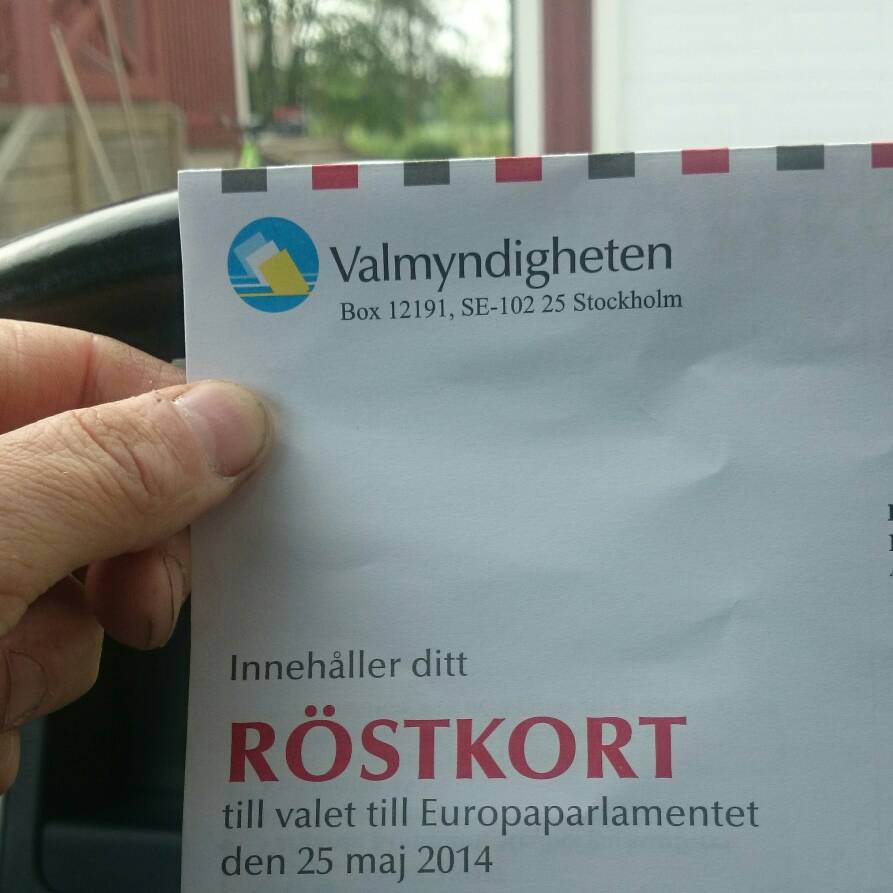 Valmyndigheten
Box 12191, SE-102 25 Stockholm
Innehåller ditt
RÖSTKORT
till valet till Europaparlamentet
den 25 maj 2014